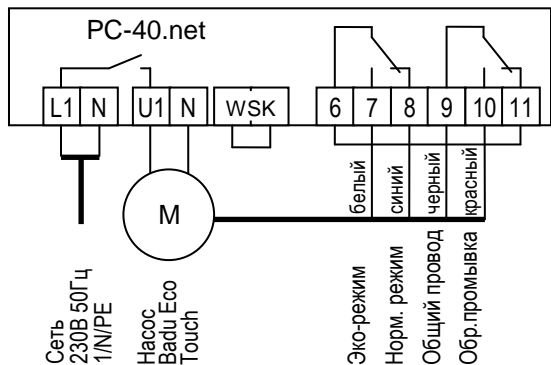 PC-40.net
L1 N U1 N WSK 6 7 8 9 10 11
M
белый
синий
черный
красный
Сеть
230В 50Гц
1/N/PE
Насос
Badu Eco
Touch
Эко-режим
Норм. режим
Общий провод
Обр.промывка